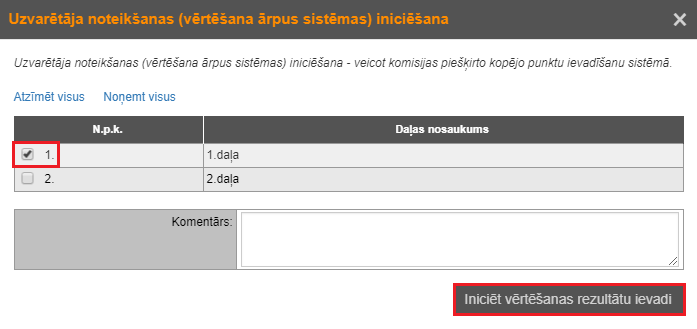 Uzvarētāja noteikšanas (vērtēšana ārpus sistēmas) iniciēšana
Uzvarētāja noteikšanas (vērtēšana ārpus sistēmas) iniciēšana - veicot komisijas piešķirto kopējo punktu ievadīšanu sistēmā.
Atzīmēt visus Noņemt visus
N.p.k. Daļas nosaukums
1. 1.daļa
2. 2.daļa
Komentārs:
Iniciēt vērtēšanas rezultātu ievadi